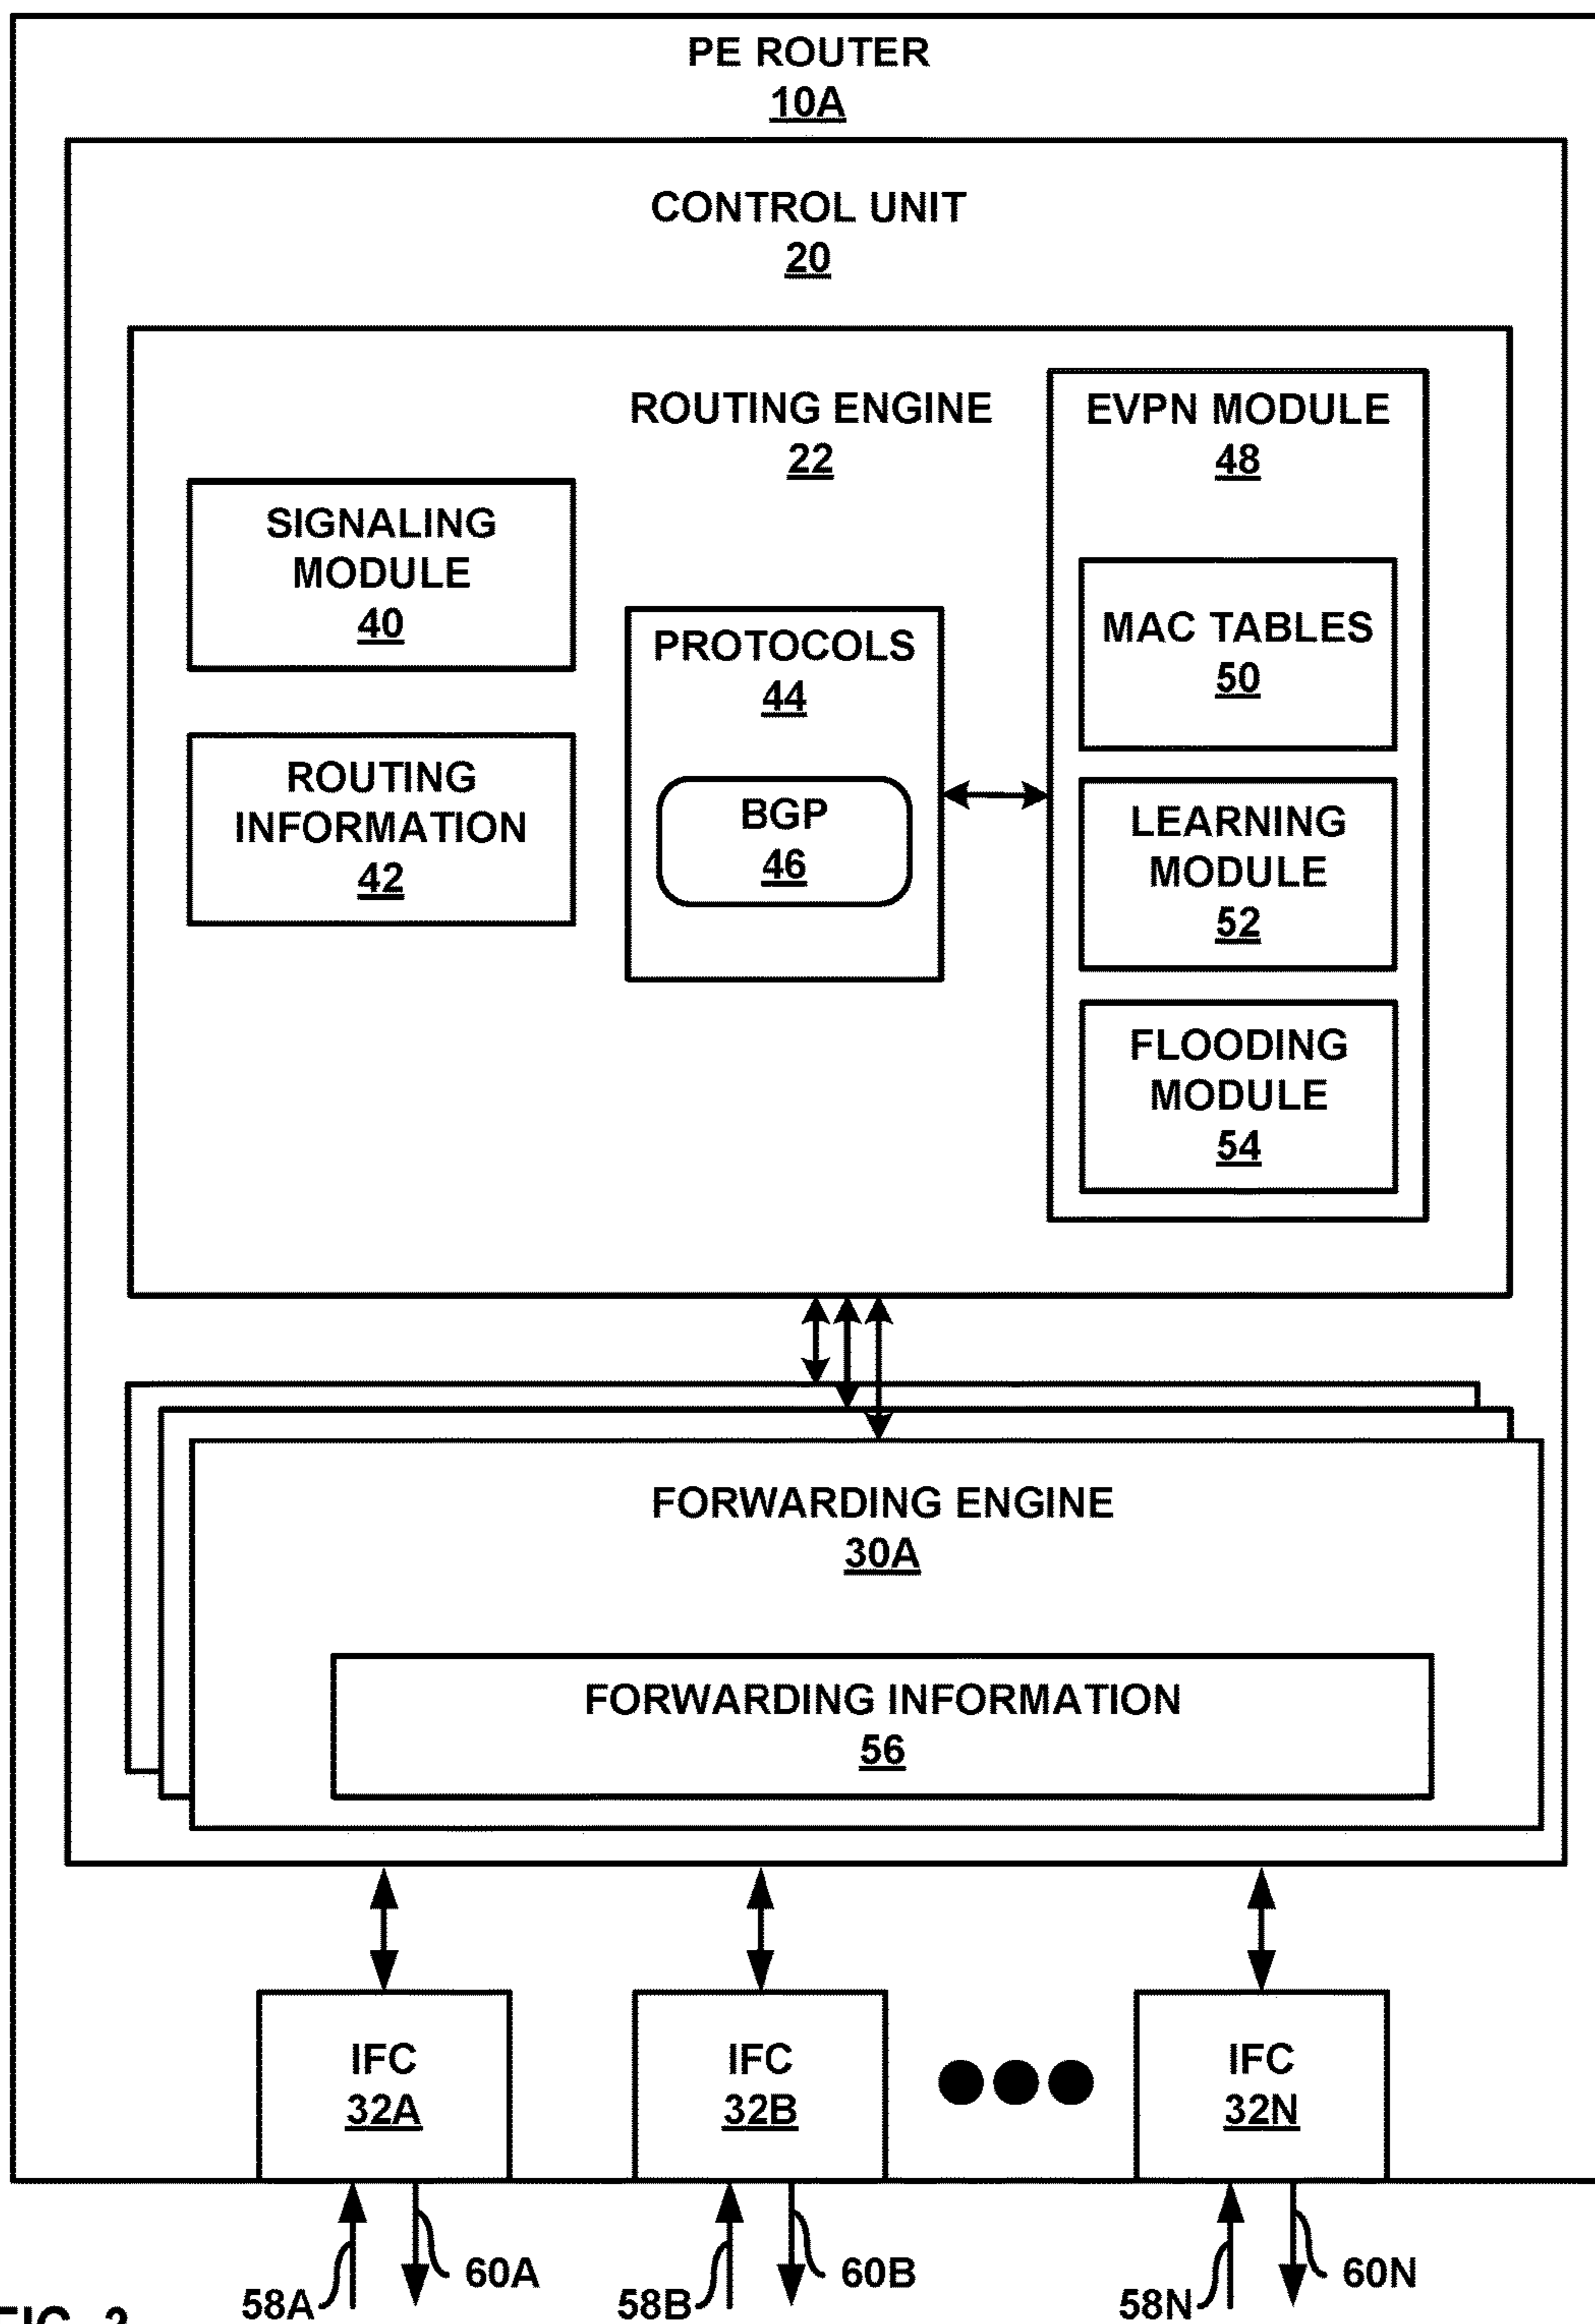 PE ROUTER
10A
CONTROL UNIT
20
ROUTING ENGINE
22
EVPN MODULE
48
SIGNALING
MODULE
40
ROUTING
INFORMATION
42
PROTOCOLS
44
BGP
46
MAC TABLES
50
LEARNING
MODULE
52
FLOODING
MODULE
54
FORWARDING ENGINE
30A
FORWARDING INFORMATION
56
IFC
32A
IFC
32B
IFC
32N
58A
60A
58B
60B
58N
60N